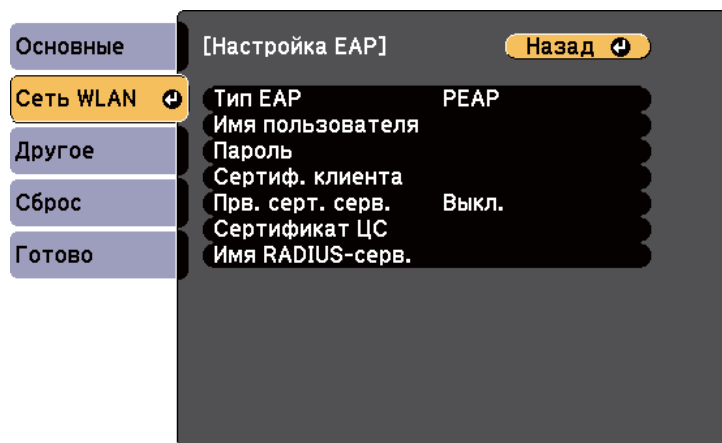 Основные
Сеть WLAN
Другое
Сброс
Готово
[Настройка EAP]
Назад
Тип EAP PEAP
Имя пользователя
Пароль
Сертиф. клиента
Прв. серт. серв. Выкл.
Сертификат ЦС
Имя RADIUS-серв.